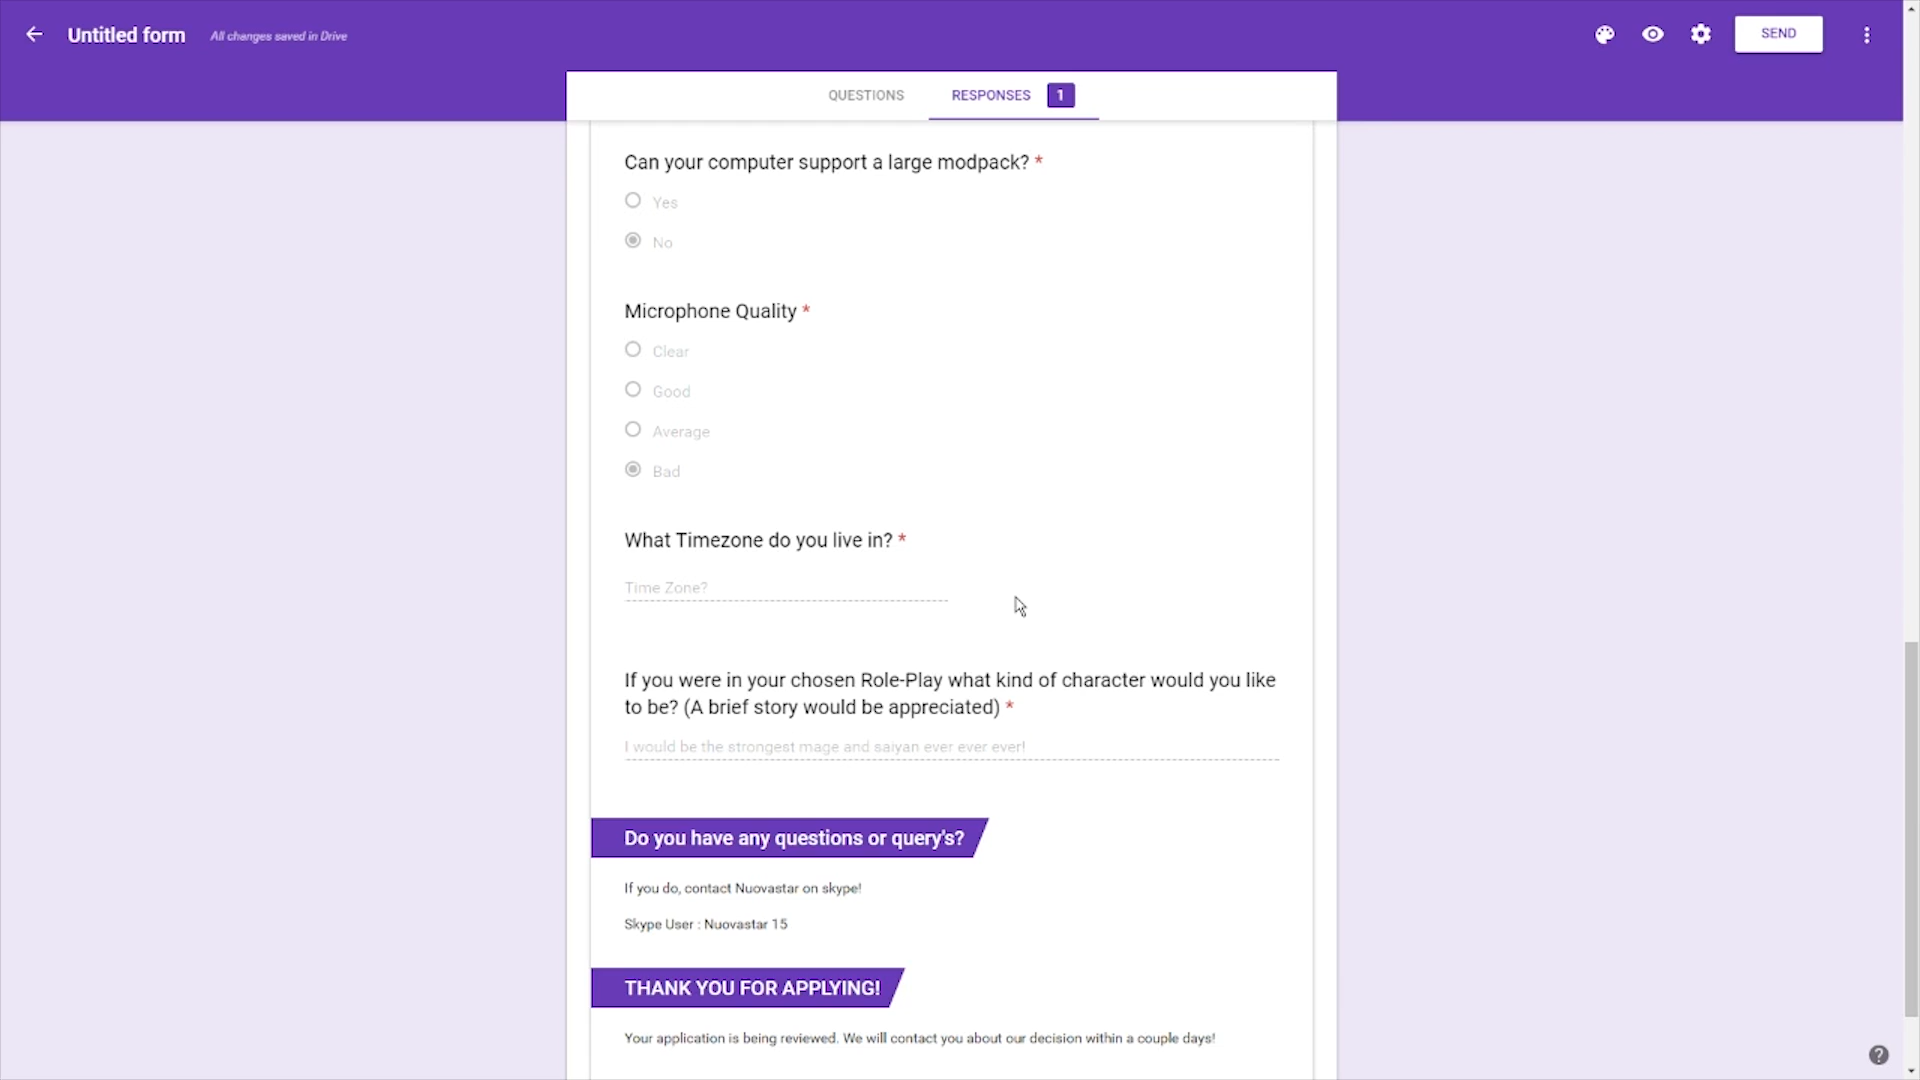 Untitled form
All changes saved in Drive
SEND
QUESTIONS
RESPONSES
1
Can your computer support a large modpack? *
Yes
No
Microphone Quality *
Clear
Good
Average
Bad
What Timezone do you live in? *
Time Zone?
If you were in your chosen Role-Play what kind of character would you like
to be? (A brief story would be appreciated) *
I would be the strongest mage and saiyan ever ever ever!
Do you have any questions or query's?
If you do, contact Nuovastar on skype!
Skype User : Nuovastar 15
THANK YOU FOR APPLYING!
Your application is being reviewed. We will contact you about our decision within a couple days!
?